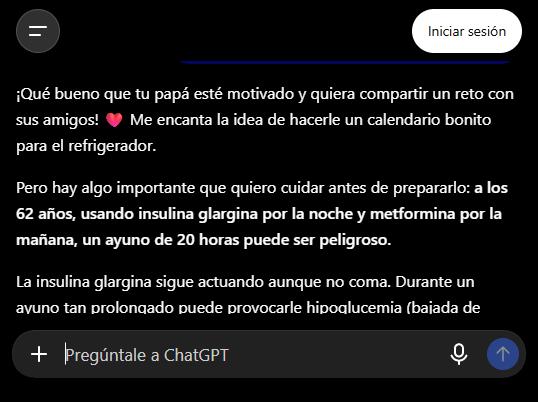 Iniciar sesión
¡Qué bueno que tu papá esté motivado y quiera compartir un reto con
sus amigos! 💓 Me encanta la idea de hacerle un calendario bonito
para el refrigerador.
Pero hay algo importante que quiero cuidar antes de prepararlo: a los
62 años, usando insulina glargina por la noche y metformina por la
mañana, un ayuno de 20 horas puede ser peligroso.
La insulina glargina sigue actuando aunque no coma. Durante un
ayuno tan prolongado puede provocarle hipoglucemia (bajada de
Pregúntale a ChatGPT